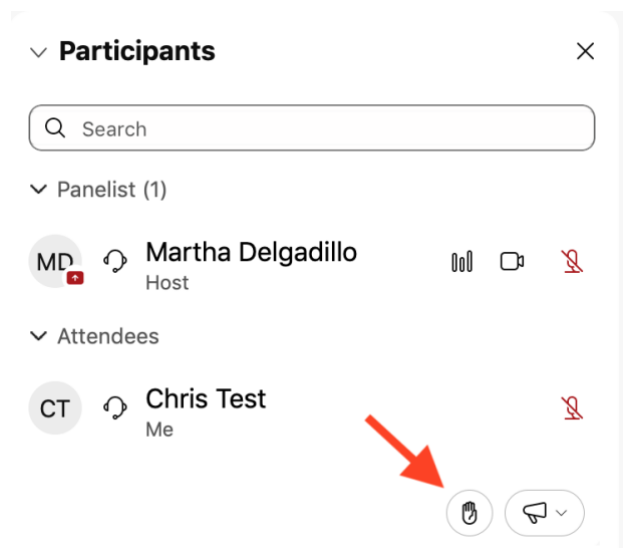 Participants
Search
Panelist (1)
MD
Martha Delgadillo
Host
Attendees
CT
Chris Test
Me